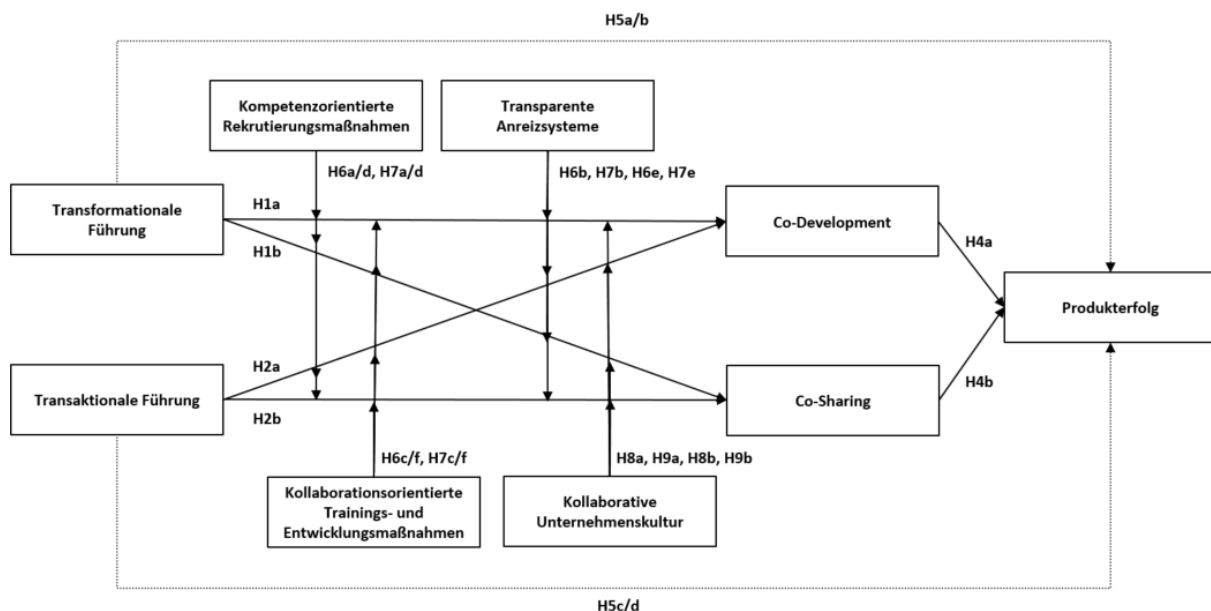 H5a/b
Kompetenzorientierte
Rekrutierungsmaßnahmen
Transparente
Anreizsysteme
H6a/d, H7a/d
H6b, H7b, H6e, H7e
Transformationale
Führung
H1a
H1b
Co-Development
H4a
Produkterfolg
Transaktionale Führung
H2a
H2b
Co-Sharing
H4b
H6c/f, H7c/f
H8a, H9a, H8b, H9b
Kollaborationsorientierte
Trainings- und
Entwicklungsmaßnahmen
Kollaborative
Unternehmenskultur
H5c/d